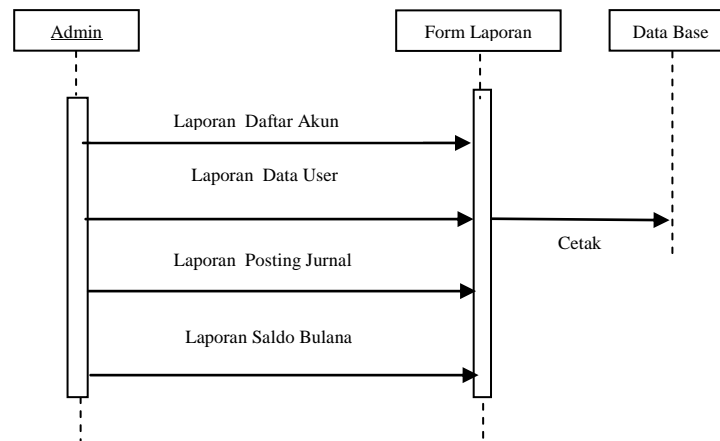 Admin
Form Laporan
Data Base
Laporan  Daftar Akun
Laporan  Data User
Cetak
Laporan  Posting Jurnal
Laporan Saldo Bulana